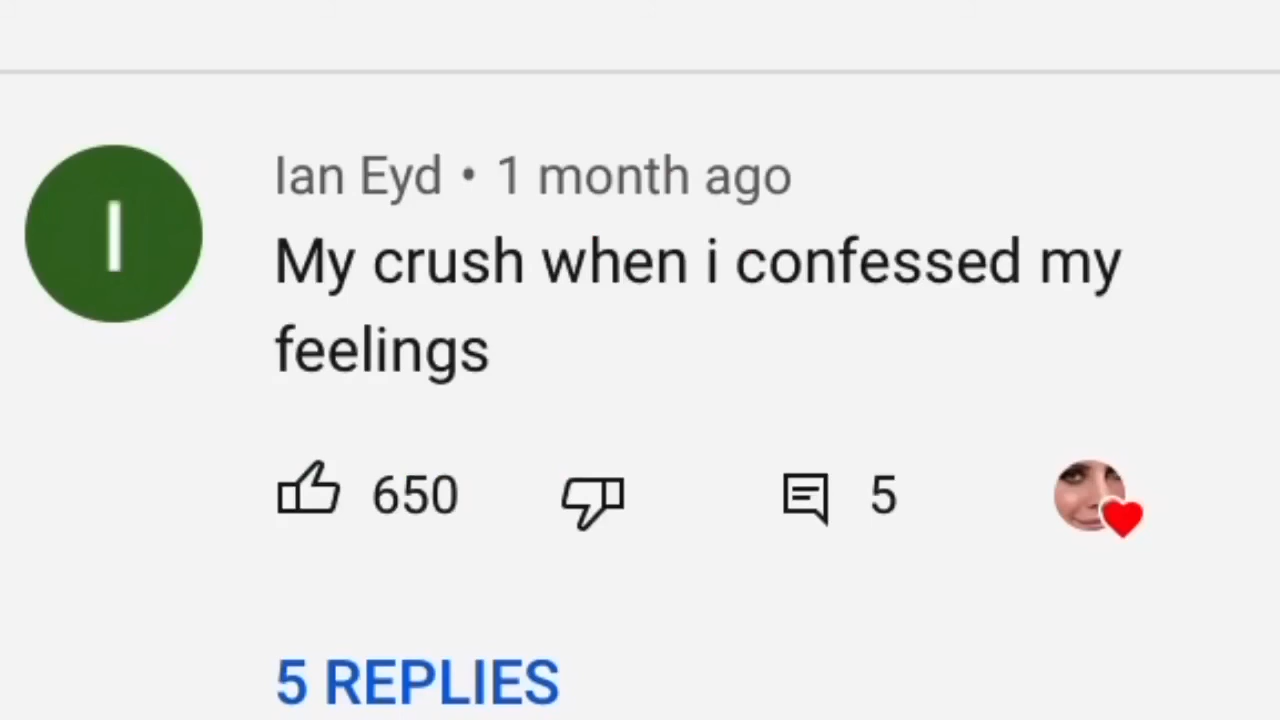 I
Ian Eyd • 1 month ago
My crush when i confessed my
feelings
650
5
5 REPLIES